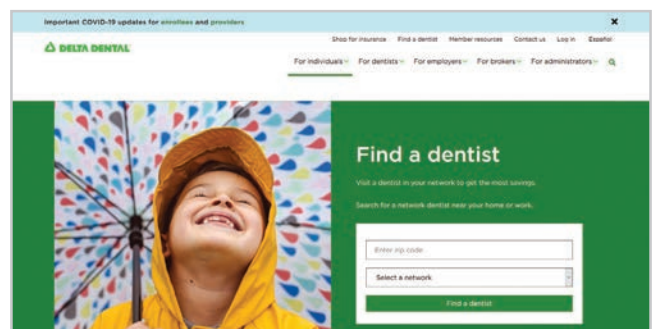 Important COVID-19 updates for enrollees and providers
Shop for insurance Find a dentist Member resources Contact us Log in Español
DELTA DENTAL
For individuals For dentists For employers For brokers For administrators
Find a dentist
Visit a dentist in your network to get the most savings.
Search for a network dentist near your home or work.
Enter zip code
Select a network
Find a dentist